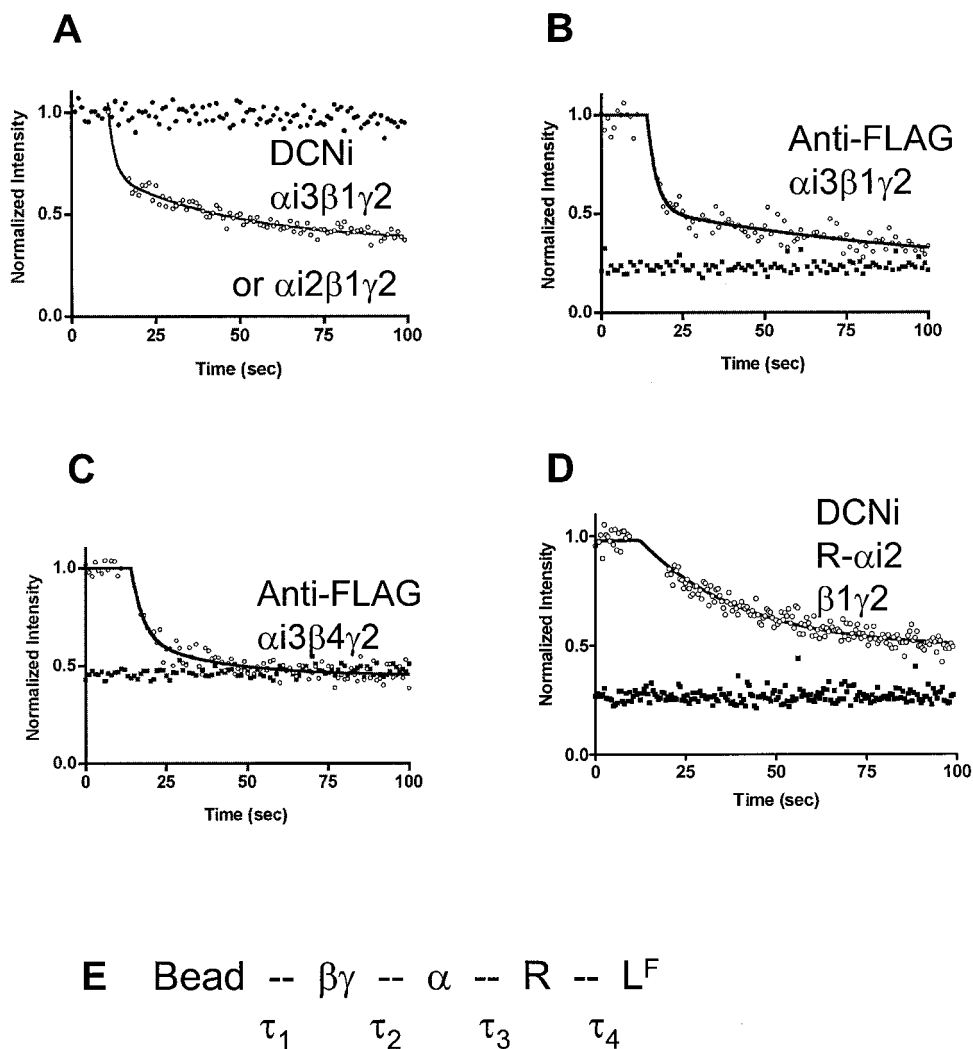 A
Normalized Intensity
1.0
0.5
0.0
DCNi
αi3β1γ2
or αi2β1γ2
0 25 50 75 100
Time (sec)
B
Normalized Intensity
1.0
0.5
0.0
Anti-FLAG
αi3β1γ2
0 25 50 75 100
Time (sec)
C
Normalized Intensity
1.0
0.5
0.0
Anti-FLAG
αi3β4γ2
0 25 50 75 100
Time (sec)
D
Normalized Intensity
1.0
0.5
0.0
DCNi
R-αi2
β1γ2
0 25 50 75 100
Time (sec)
E Bead -- βγ -- α -- R -- Lᶠ
τ₁ τ₂ τ₃ τ₄